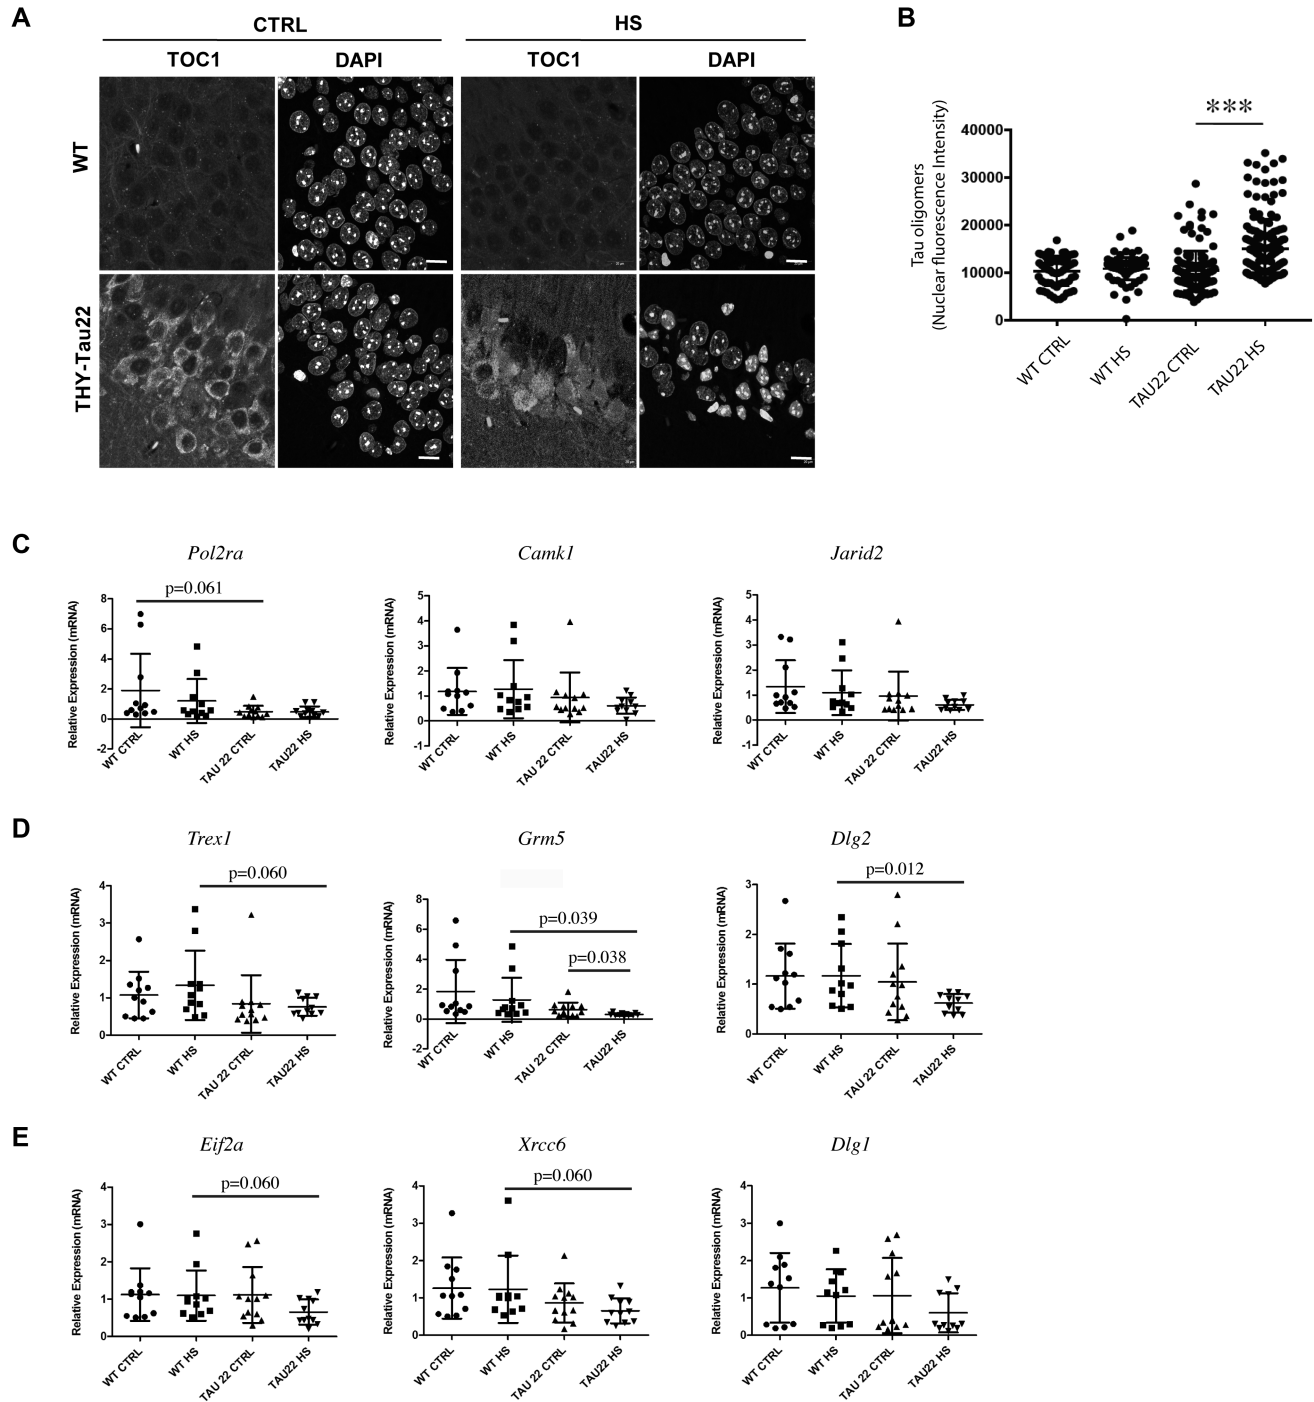 A
CTRL
HS
TOC1
DAPI
TOC1
DAPI
WT
THY-Tau22
B
***
Tau oligomers
(Nuclear fluorescence Intensity)
40000
30000
20000
10000
0
WT CTRL
WT HS
TAU22 CTRL
TAU22 HS
C
Pol2ra
p=0.061
Relative Expression (mRNA)
8
6
4
2
0
-2
WT CTRL
WT HS
TAU 22 CTRL
TAU22 HS
Camk1
Relative Expression (mRNA)
5
4
3
2
1
0
-1
WT CTRL
WT HS
TAU 22 CTRL
TAU22 HS
Jarid2
Relative Expression (mRNA)
5
4
3
2
1
0
-1
WT CTRL
WT HS
TAU 22 CTRL
TAU22 HS
D
Trex1
p=0.060
Relative Expression (mRNA)
4
3
2
1
0
WT CTRL
WT HS
TAU 22 CTRL
TAU22 HS
Grm5
p=0.039
p=0.038
Relative Expression (mRNA)
8
6
4
2
0
-2
WT CTRL
WT HS
TAU 22 CTRL
TAU22 HS
Dlg2
p=0.012
Relative Expression (mRNA)
3
2
1
0
WT CTRL
WT HS
TAU 22 CTRL
TAU22 HS
E
Eif2a
p=0.060
Relative Expression (mRNA)
4
3
2
1
0
WT CTRL
WT HS
TAU 22 CTRL
TAU22 HS
Xrcc6
p=0.060
Relative Expression (mRNA)
4
3
2
1
0
WT CTRL
WT HS
TAU 22 CTRL
TAU22 HS
Dlg1
Relative Expression (mRNA)
4
3
2
1
0
WT CTRL
WT HS
TAU 22 CTRL
TAU22 HS